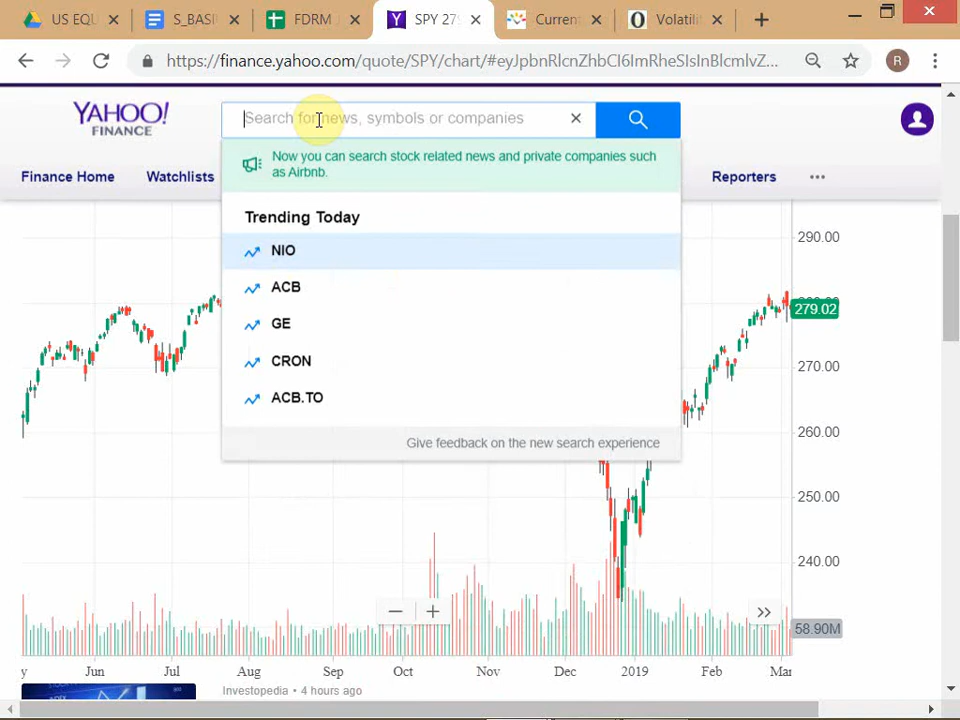 US EQU
S_BASI
FDRM
SPY 279
Curren
Volatil
https://finance.yahoo.com/quote/SPY/chart/#eyJpbnRlcnZhbCI6ImRheSIsInBlcmlvZ...
R
YAHOO!
FINANCE
Search for news, symbols or companies
Finance Home
Watchlists
Reporters
Now you can search stock related news and private companies such
as Airbnb.
Trending Today
NIO
ACB
GE
CRON
ACB.TO
Give feedback on the new search experience
290.00
279.02
270.00
260.00
250.00
240.00
58.90M
y Jun Jul Aug Sep Oct Nov Dec 2019 Feb Mar
Investopedia • 4 hours ago